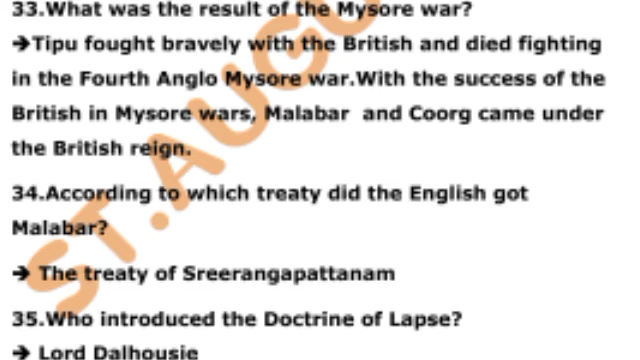 33.What was the result of the Mysore war?
➔Tipu fought bravely with the British and died fighting
in the Fourth Anglo Mysore war.With the success of the
British in Mysore wars, Malabar and Coorg came under
the British reign.
34.According to which treaty did the English got
Malabar?
➔ The treaty of Sreerangapattanam
35.Who introduced the Doctrine of Lapse?
➔ Lord Dalhousie
ST.AUGU